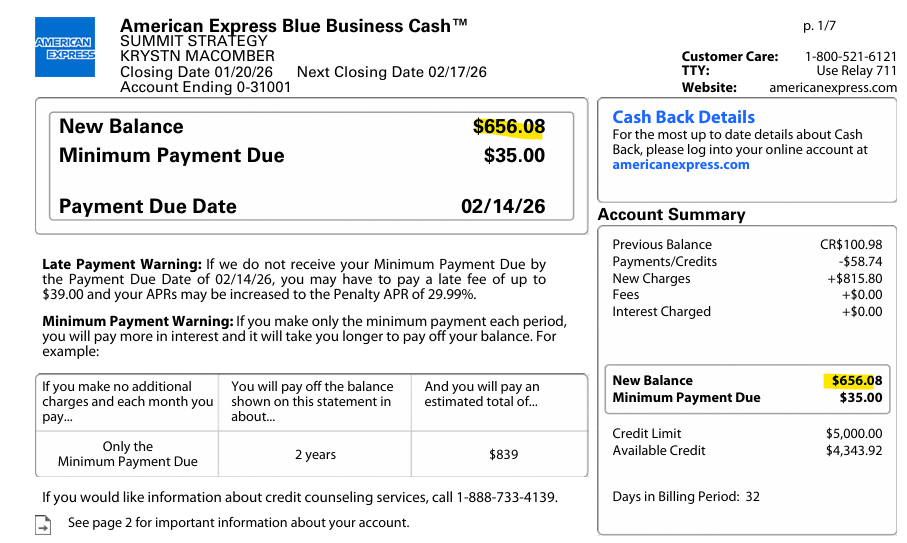 AMERICAN
EXPRESS
American Express Blue Business Cash™
SUMMIT STRATEGY
KRYSTN MACOMBER
Closing Date 01/20/26 Next Closing Date 02/17/26
Account Ending 0-31001
p. 1/7
Customer Care: 1-800-521-6121
TTY: Use Relay 711
Website: americanexpress.com
New Balance $656.08
Minimum Payment Due $35.00
Payment Due Date 02/14/26
Late Payment Warning: If we do not receive your Minimum Payment Due by
the Payment Due Date of 02/14/26, you may have to pay a late fee of up to
$39.00 and your APRs may be increased to the Penalty APR of 29.99%.
Minimum Payment Warning: If you make only the minimum payment each period,
you will pay more in interest and it will take you longer to pay off your balance. For
example:
If you make no additional
charges and each month you
pay...
You will pay off the balance
shown on this statement in
about...
And you will pay an
estimated total of...
Only the
Minimum Payment Due
2 years
$839
If you would like information about credit counseling services, call 1-888-733-4139.
See page 2 for important information about your account.
Cash Back Details
For the most up to date details about Cash
Back, please log into your online account at
americanexpress.com
Account Summary
Previous Balance CR$100.98
Payments/Credits -$58.74
New Charges +$815.80
Fees +$0.00
Interest Charged +$0.00
New Balance $656.08
Minimum Payment Due $35.00
Credit Limit $5,000.00
Available Credit $4,343.92
Days in Billing Period: 32